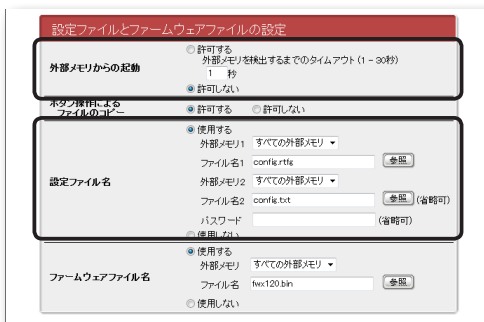 設定ファイルとファームウェアファイルの設定
外部メモリからの起動
許可する
外部メモリを検出するまでのタイムアウト(1 - 30秒)
1 秒
許可しない
ボタン操作による
ファイルのコピー
許可する 許可しない
設定ファイル名
使用する
外部メモリ1 すべての外部メモリ
ファイル名1 config.rtfg 参照
外部メモリ2 すべての外部メモリ
ファイル名2 config.txt 参照 (省略可)
パスワード (省略可)
使用しない
ファームウェアファイル名
使用する
外部メモリ すべての外部メモリ
ファイル名 fwx120.bin 参照
使用しない